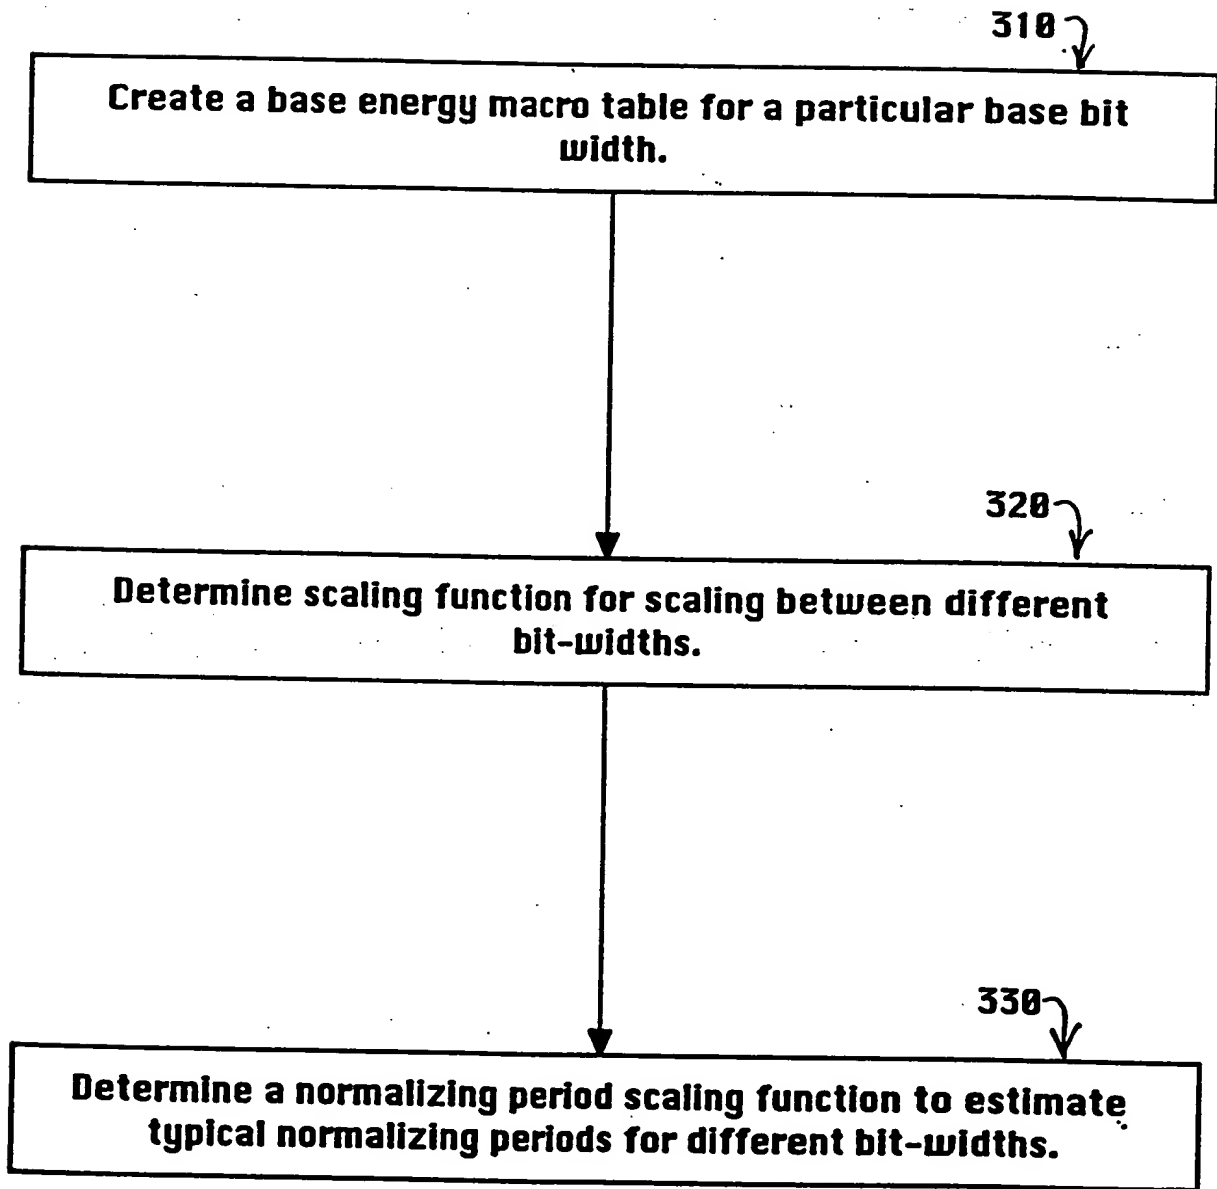 310
Create a base energy macro table for a particular base bit
width.
320
Determine scaling function for scaling between different
bit-widths.
330
Determine a normalizing period scaling function to estimate
typical normalizing periods for different bit-widths.